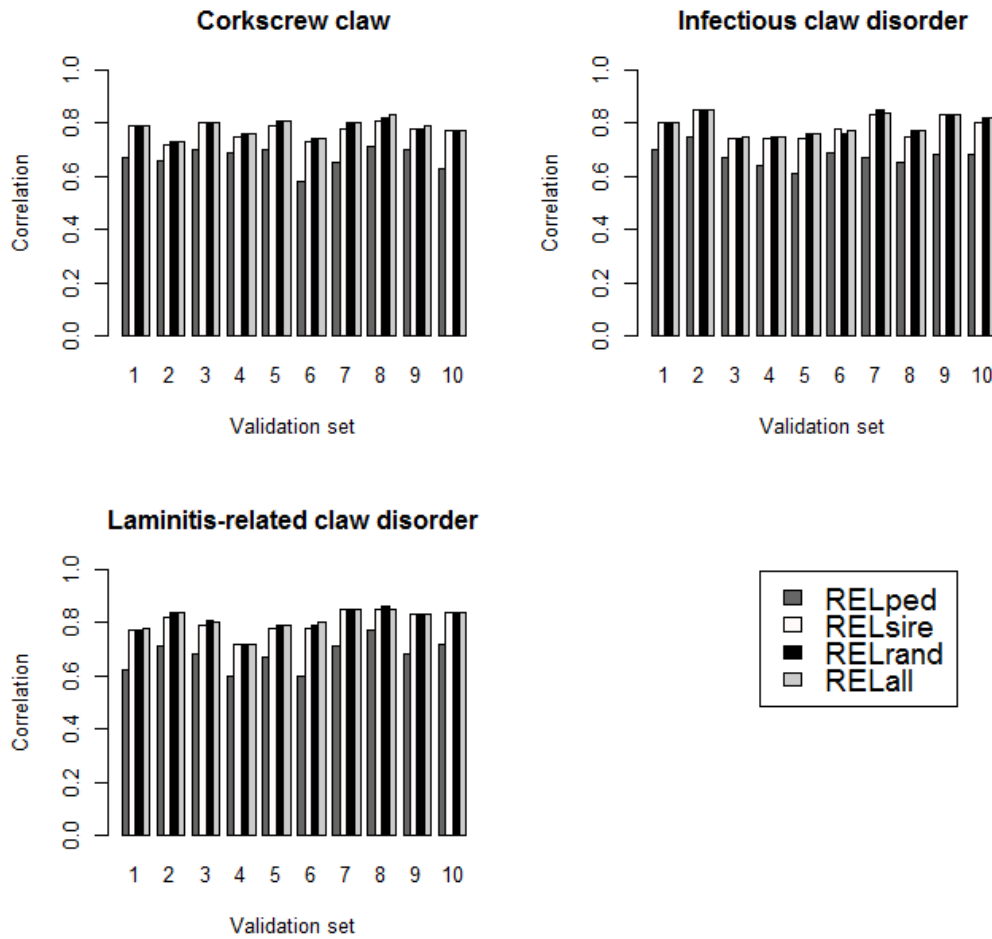 Corkscrew claw
Correlation
0.0 0.2 0.4 0.6 0.8 1.0
1 2 3 4 5 6 7 8 9 10
Validation set
Infectious claw disorder
Correlation
0.0 0.2 0.4 0.6 0.8 1.0
1 2 3 4 5 6 7 8 9 10
Validation set
Laminitis-related claw disorder
Correlation
0.0 0.2 0.4 0.6 0.8 1.0
1 2 3 4 5 6 7 8 9 10
Validation set
RELped
RELsire
RELrand
RELall